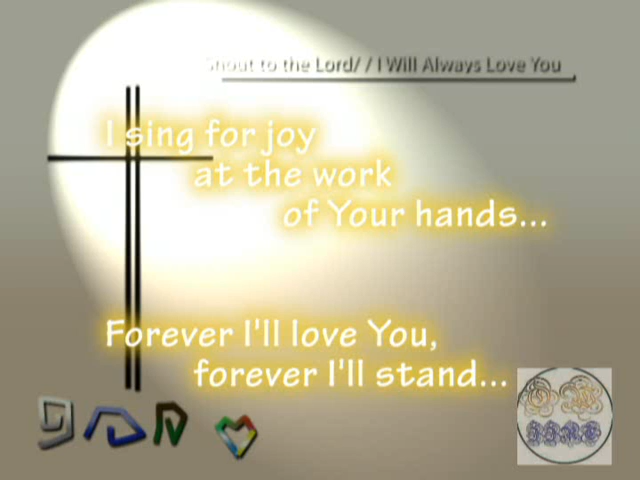 Shout to the Lord/ / I Will Always Love You
I sing for joy
at the work
of Your hands...
Forever I'll love You,
forever I'll stand...